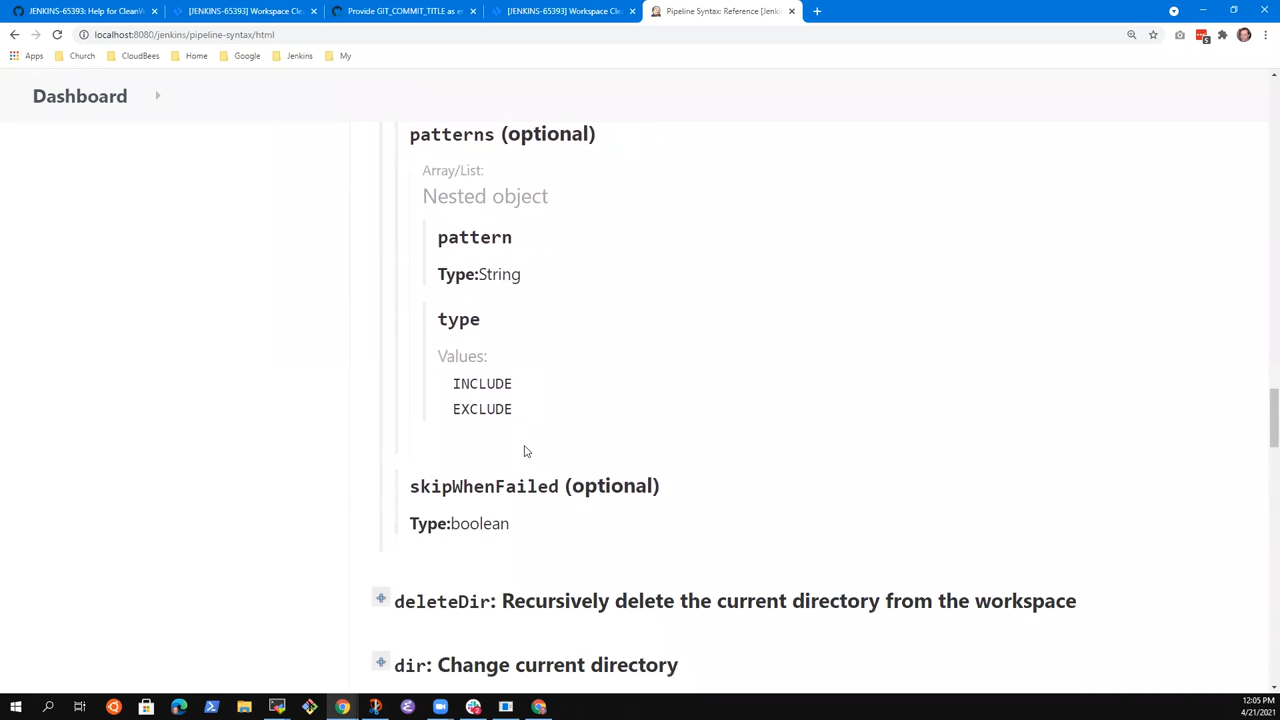 JENKINS-65393: Help for CleanW
[JENKINS-65393] Workspace Cle
Provide GIT_COMMIT_TITLE as e
[JENKINS-65393] Workspace Cle
Pipeline Syntax: Reference [Jenki
localhost:8080/jenkins/pipeline-syntax/html
5
Apps
Church
CloudBees
Home
Google
Jenkins
My
Dashboard
patterns (optional)
Array/List:
Nested object
pattern
Type:String
type
Values:
INCLUDE
EXCLUDE
skipWhenFailed (optional)
Type:boolean
deleteDir: Recursively delete the current directory from the workspace
dir: Change current directory
12:05 PM
4/21/2021